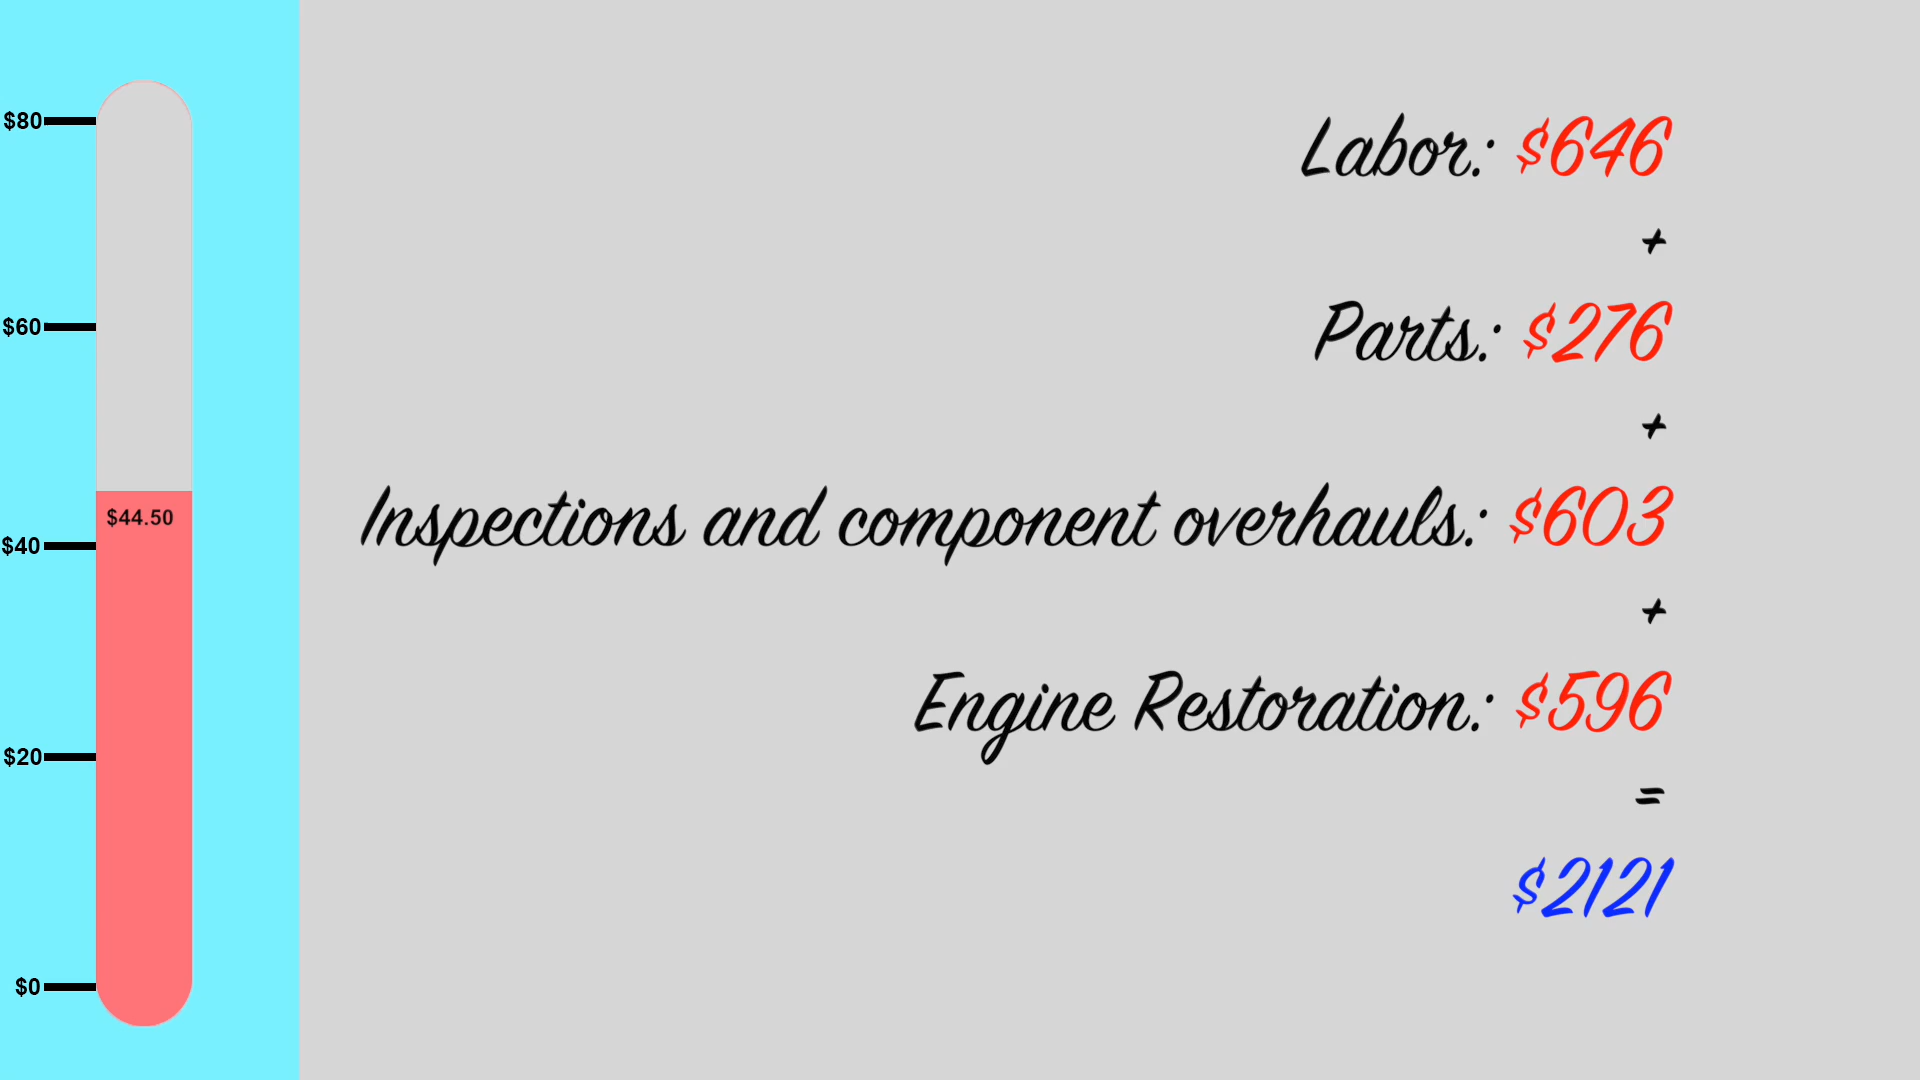 $80
$60
$44.50
$40
$20
$0
Labor: $646
+
Parts: $276
+
Inspections and component overhauls: $603
+
Engine Restoration: $596
=
$2121